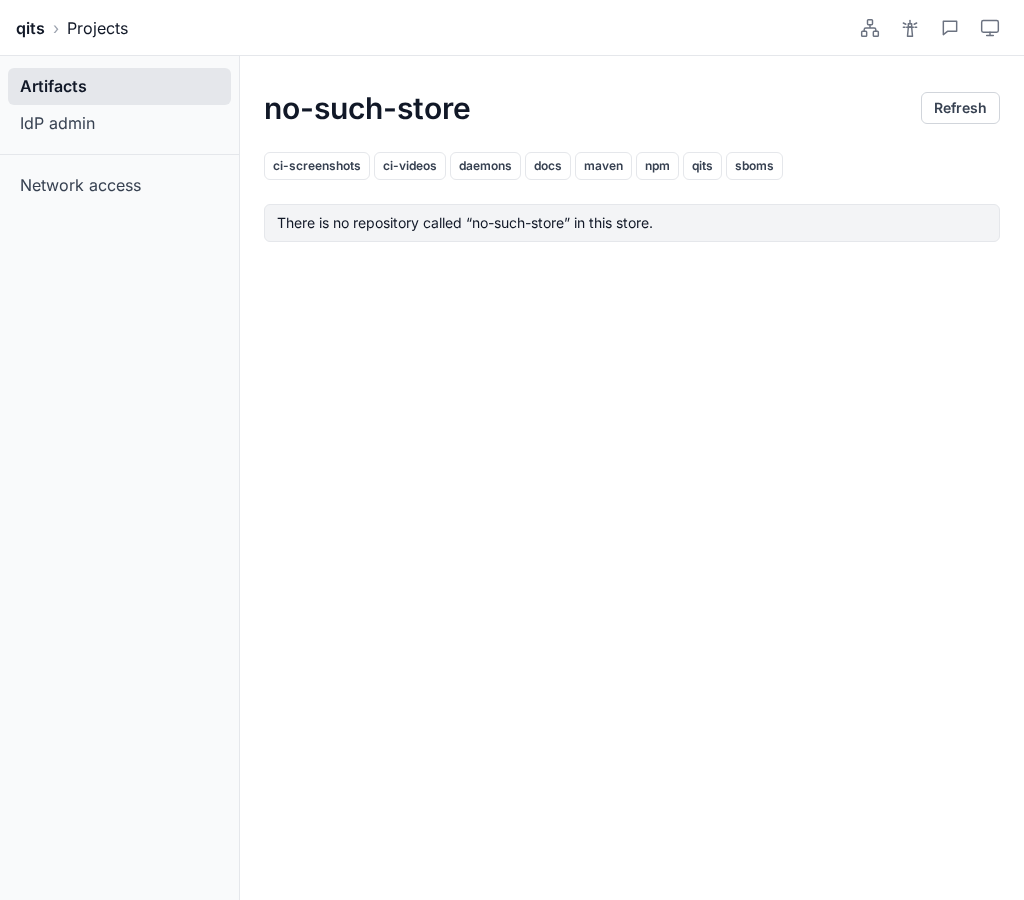 qits › Projects
Artifacts
IdP admin
Network access
no-such-store
Refresh
ci-screenshots ci-videos daemons docs maven npm qits sboms
There is no repository called “no-such-store” in this store.